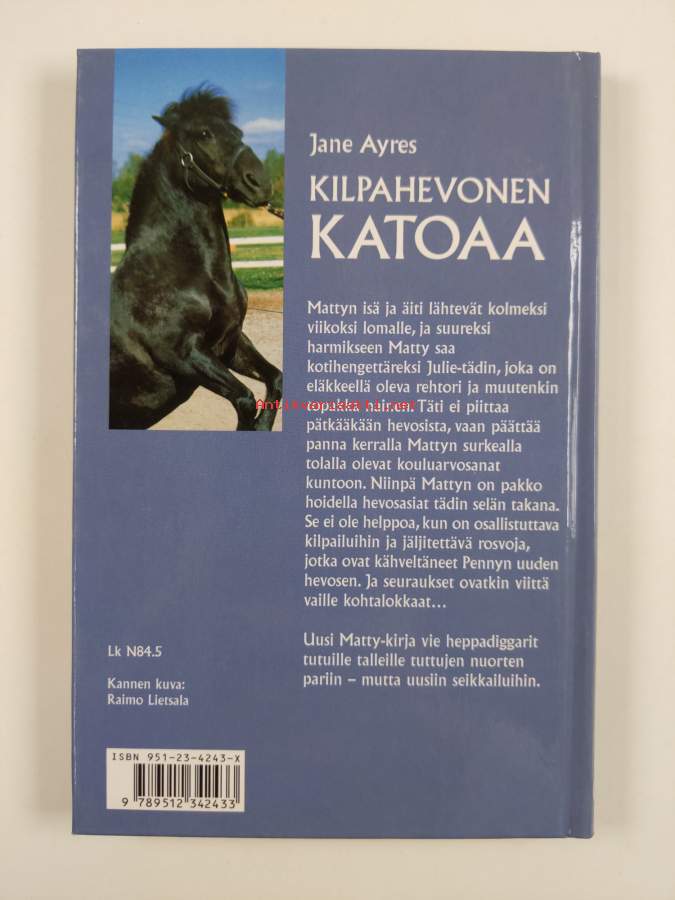 Jane Ayres
KILPAHEVONEN
KATOAA
Mattyn isä ja äiti lähtevät kolmeksi
viikoksi lomalle, ja suureksi
harmikseen Matty saa
kotihengettäreksi Julie-tädin, joka on
eläkkeellä oleva rehtori ja muutenkin
topakka nainen. Täti ei piittaa
pätkääkään hevosista, vaan päättää
panna kerralla Mattyn surkealla
tolalla olevat kouluarvosanat
kuntoon. Niinpä Mattyn on pakko
hoidella hevosasiat tädin selän takana.
Se ei ole helppoa, kun on osallistuttava
kilpailuihin ja jäljitettävä rosvoja,
jotka ovat kähveltäneet Pennyn uuden
hevosen. Ja seuraukset ovatkin viittä
vaille kohtalokkaat...
Uusi Matty-kirja vie heppadiggarit
tutuille talleille tuttujen nuorten
pariin – mutta uusiin seikkailuihin.
Lk N84.5
Kannen kuva:
Raimo Lietsala
ISBN 951-23-4243-X
9 789512 342433